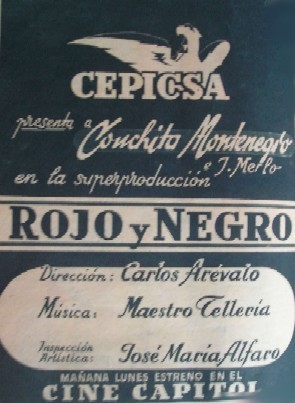 CEPICSA
presenta a Conchita Montenegro
e J. Merlo
en la superproducción
ROJO y NEGRO
Dirección: Carlos Arévalo
Música: Maestro Tellería
Inspección
Artística: José María Alfaro
MAÑANA LUNES ESTRENO EN EL
CINE CAPITOL